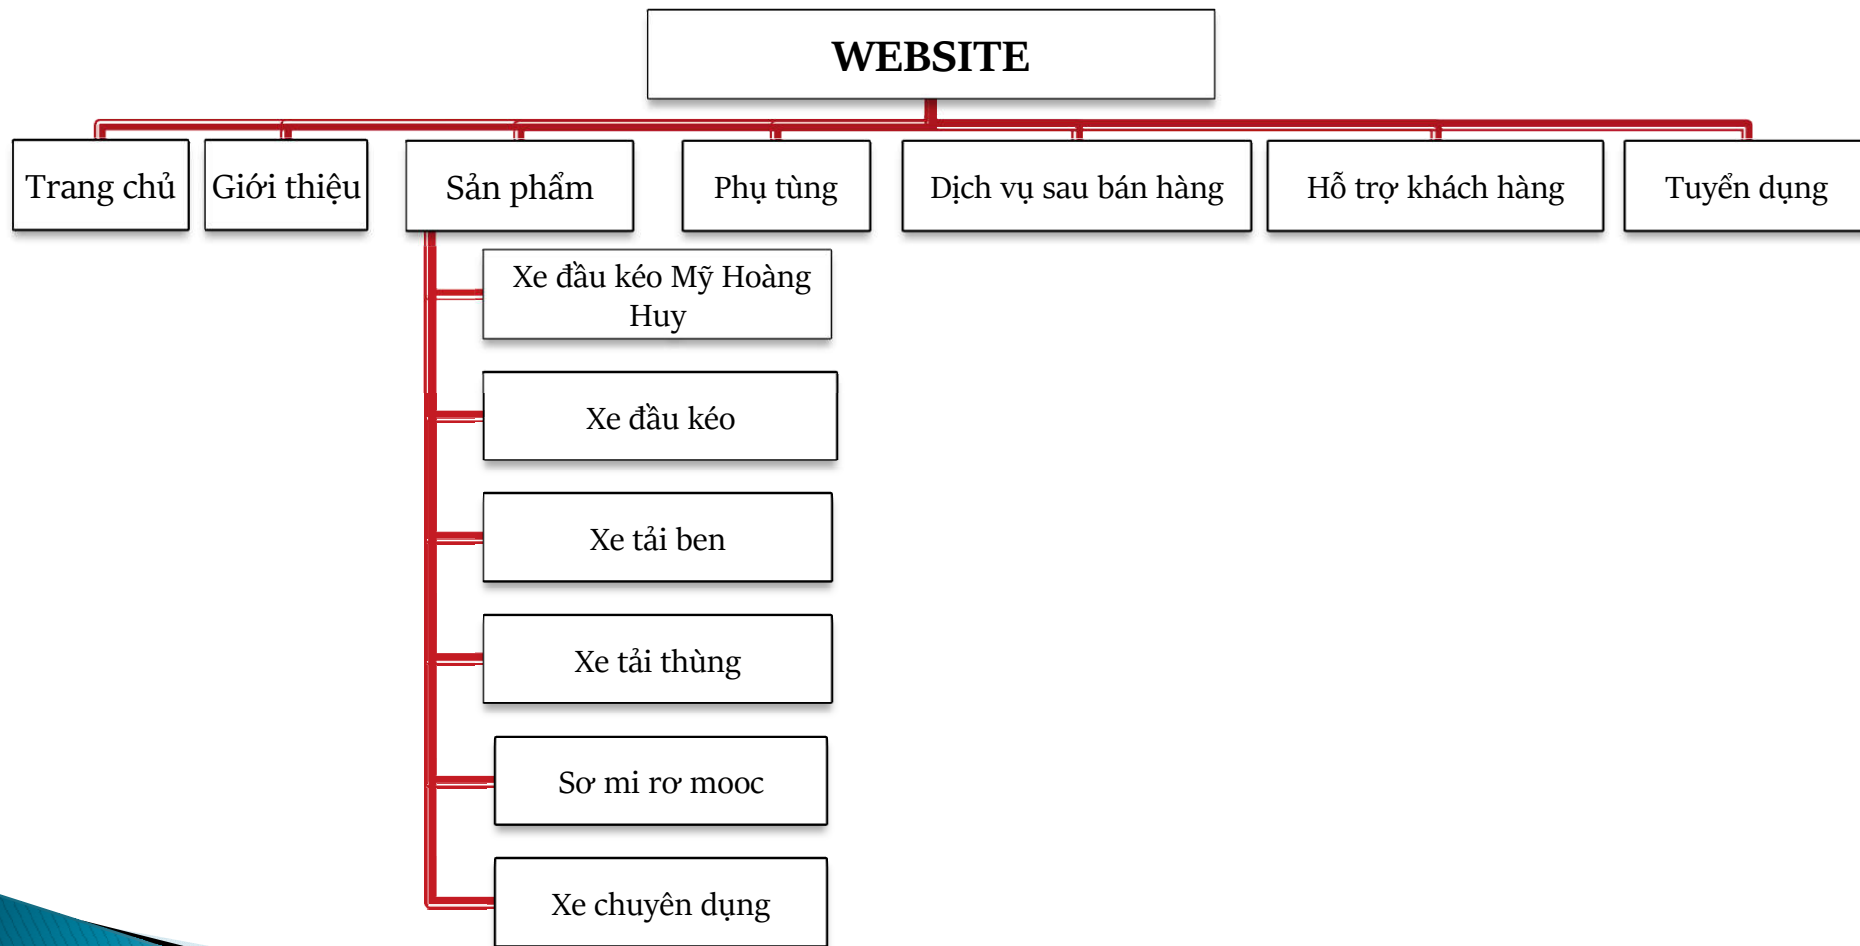 WEBSITE
Trang chủ
Giới thiệu
Sản phẩm
Phụ tùng
Dịch vụ sau bán hàng
Hỗ trợ khách hàng
Tuyển dụng
Xe đầu kéo Mỹ Hoàng
Huy
Xe đầu kéo
Xe tải ben
Xe tải thùng
Sơ mi rơ mooc
Xe chuyên dụng